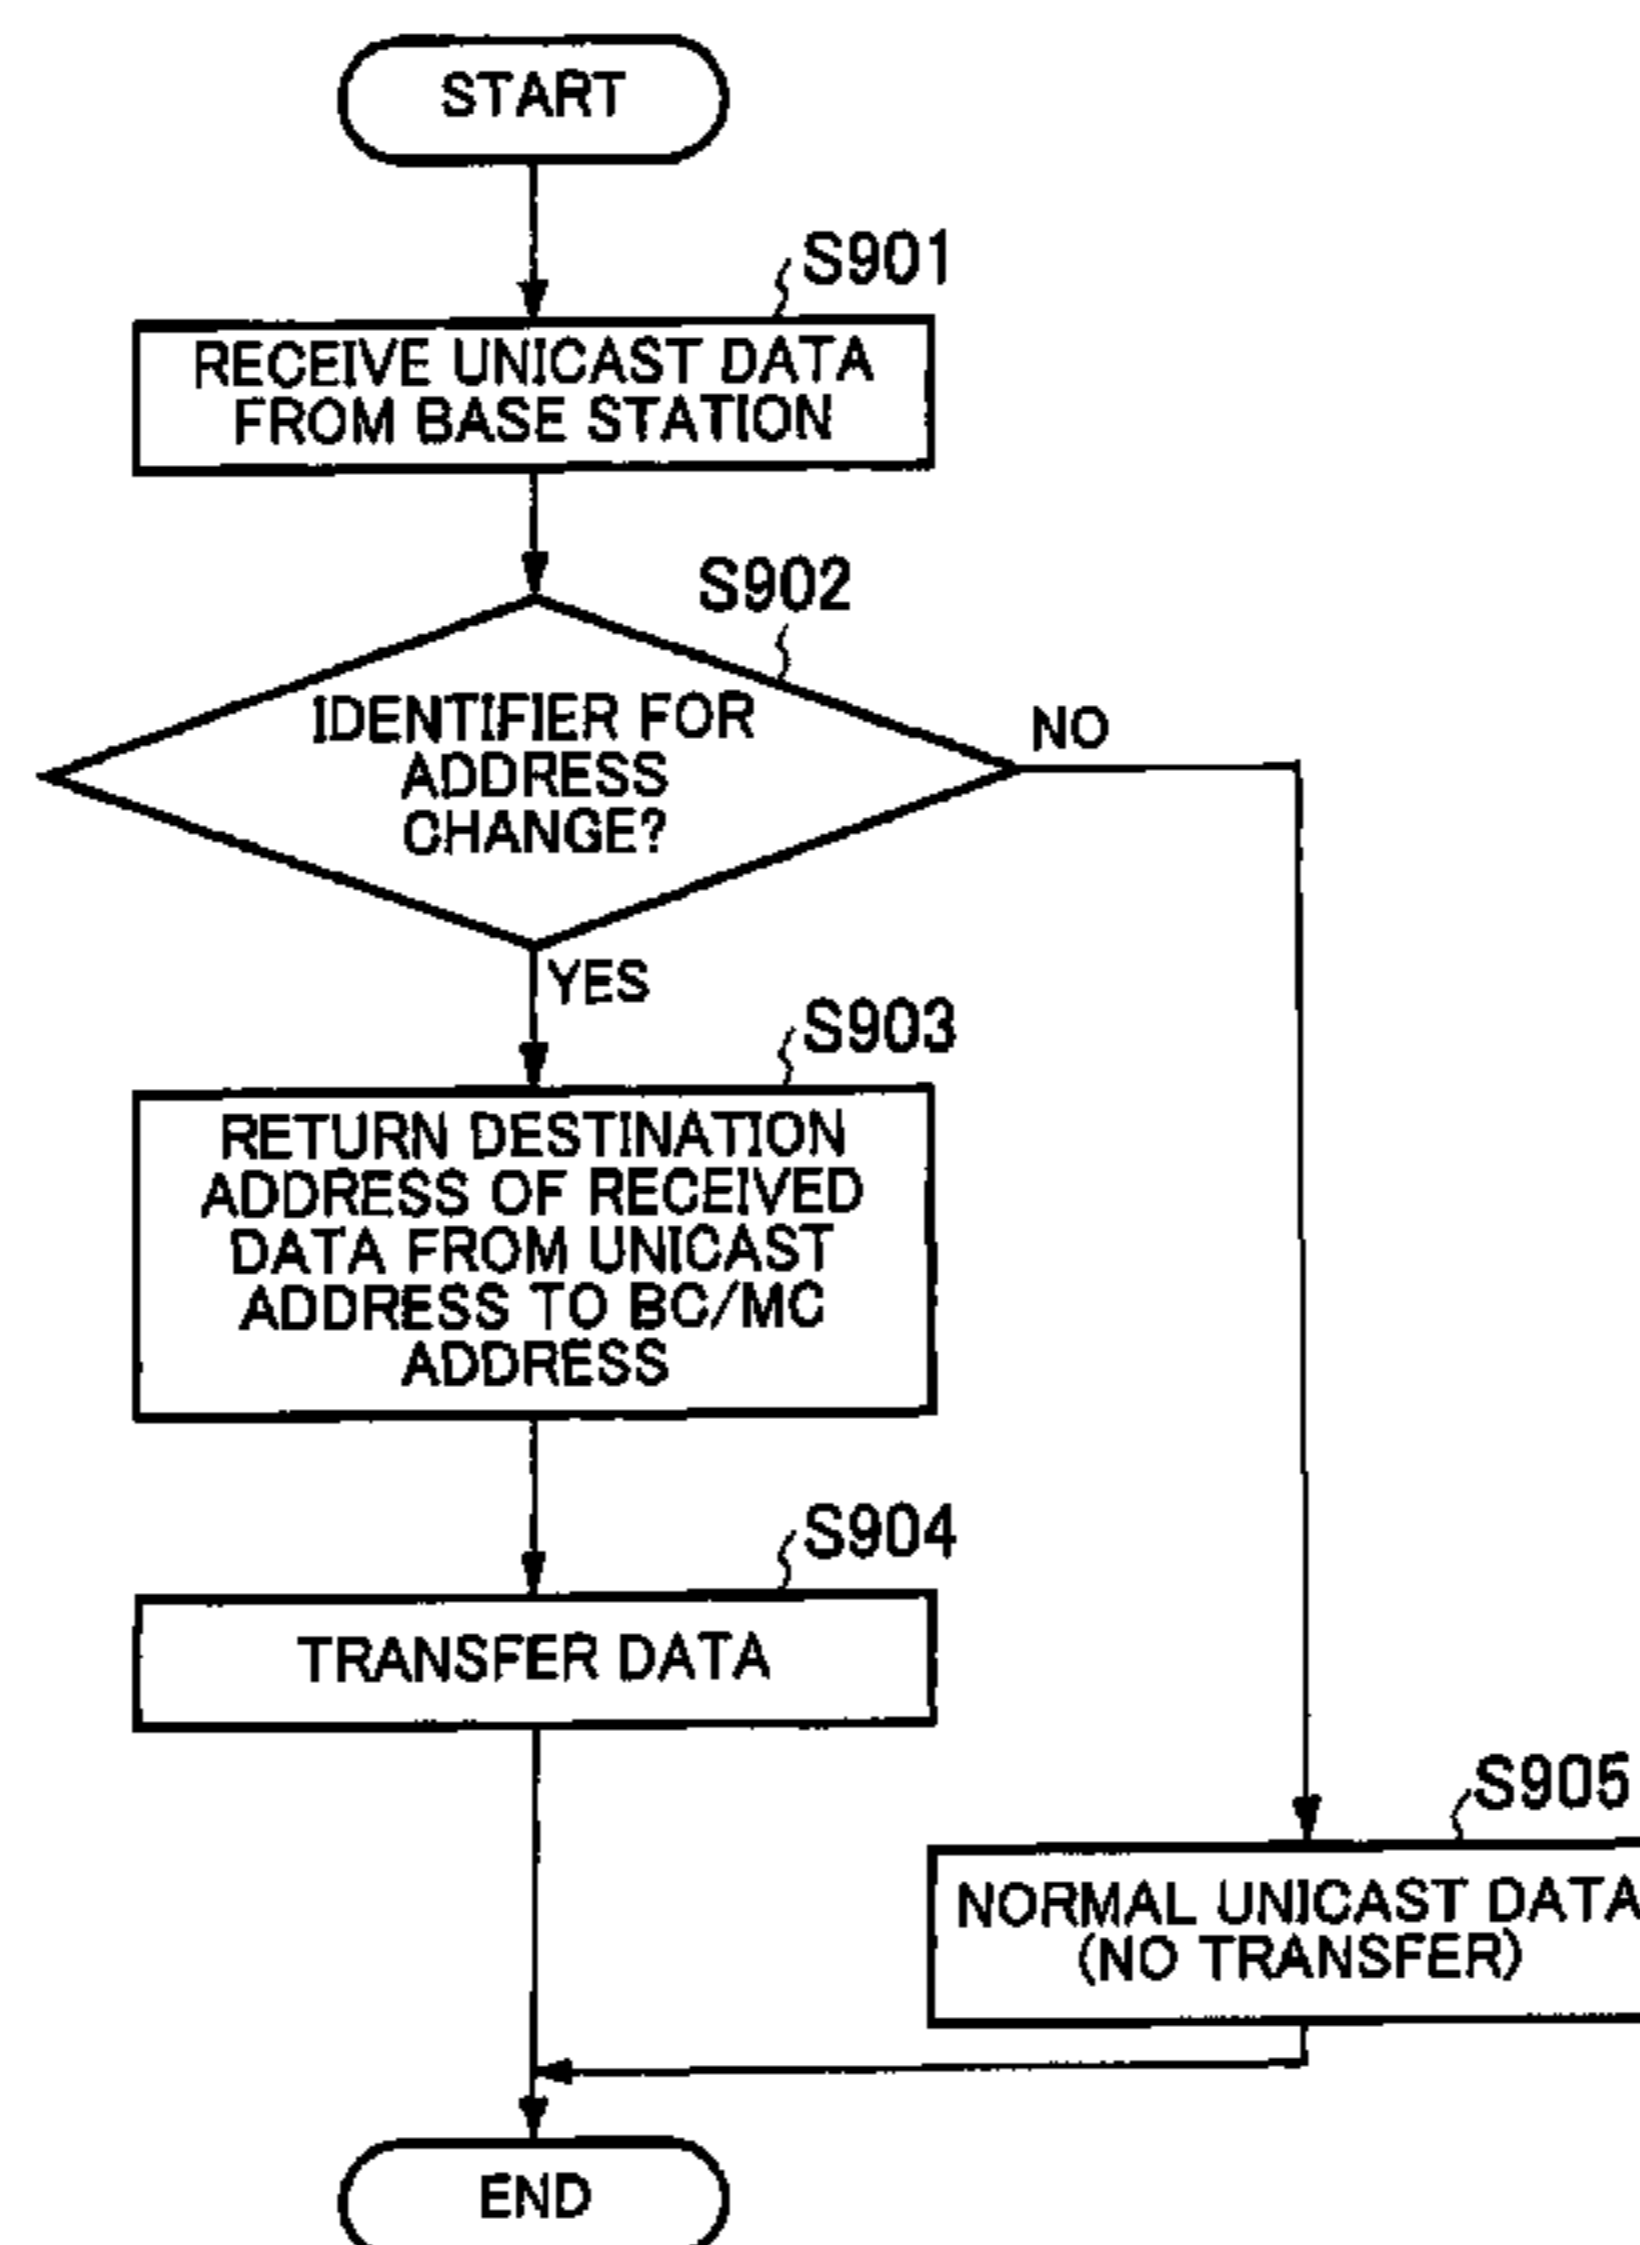 START
S901
RECEIVE UNICAST DATA
FROM BASE STATION
S902
IDENTIFIER FOR
ADDRESS
CHANGE?
NO
YES
S903
RETURN DESTINATION
ADDRESS OF RECEIVED
DATA FROM UNICAST
ADDRESS TO BC/MC
ADDRESS
S904
TRANSFER DATA
S905
NORMAL UNICAST DATA
(NO TRANSFER)
END